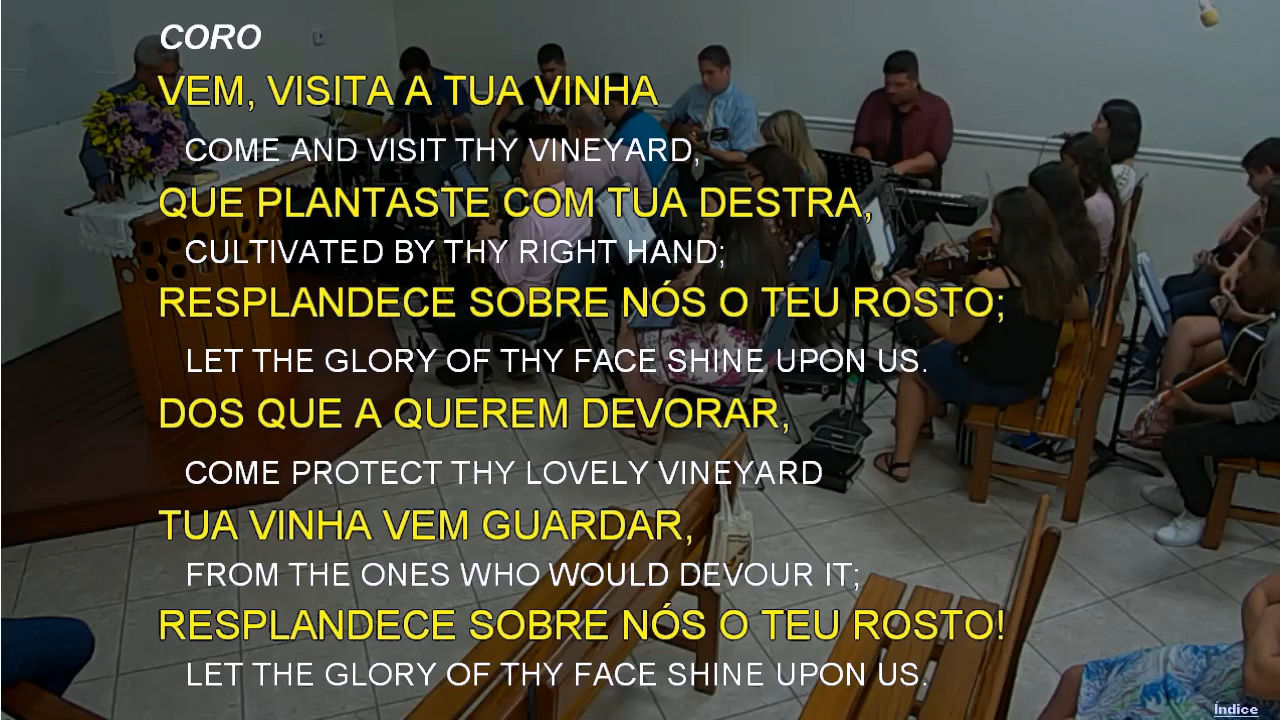 CORO
VEM, VISITA A TUA VINHA
COME AND VISIT THY VINEYARD,
QUE PLANTASTE COM TUA DESTRA,
CULTIVATED BY THY RIGHT HAND;
RESPLANDECE SOBRE NÓS O TEU ROSTO;
LET THE GLORY OF THY FACE SHINE UPON US.
DOS QUE A QUEREM DEVORAR,
COME PROTECT THY LOVELY VINEYARD
TUA VINHA VEM GUARDAR,
FROM THE ONES WHO WOULD DEVOUR IT;
RESPLANDECE SOBRE NÓS O TEU ROSTO!
LET THE GLORY OF THY FACE SHINE UPON US.
Índice